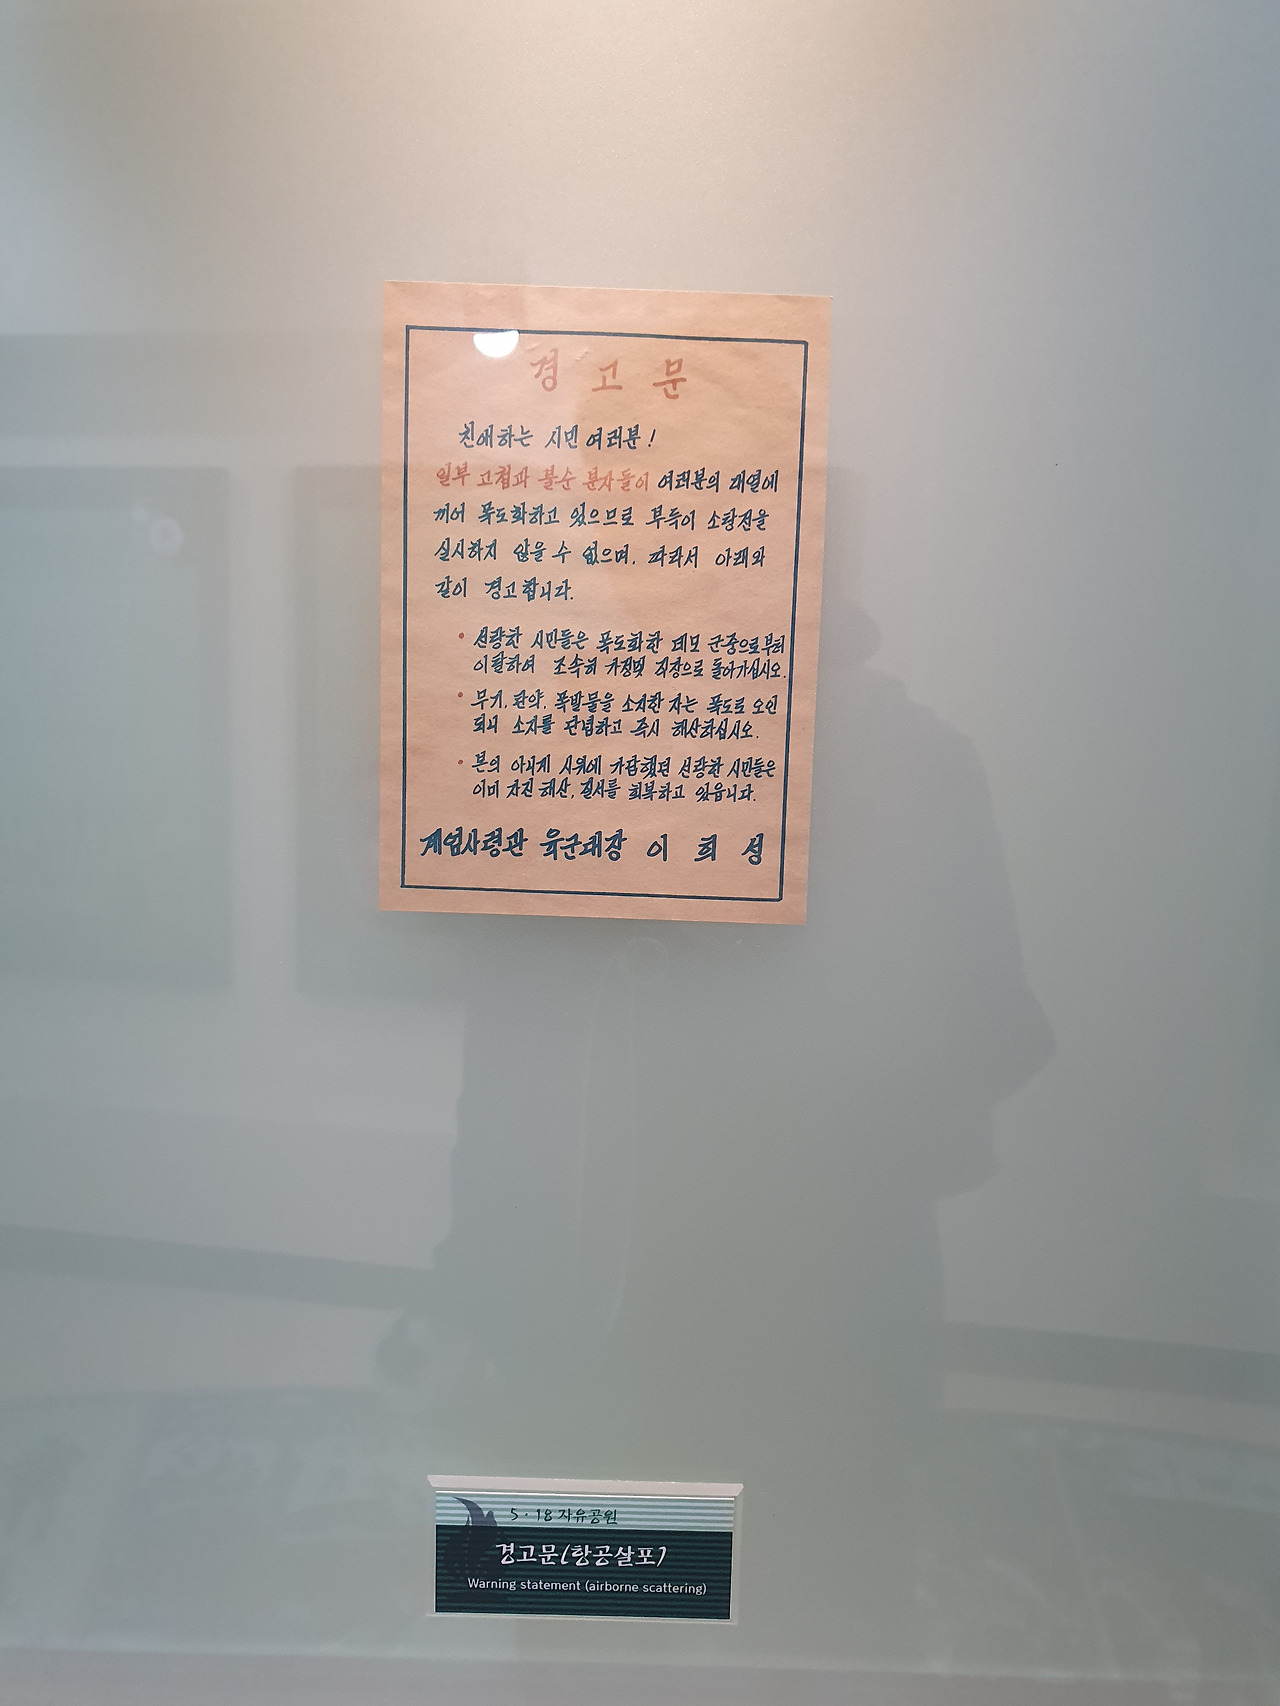 경고문
친애하는 시민 여러분!
일부 고첩과 불순 분자들이 여러분의 대열에
끼어 폭도화하고 있으므로 부득이 소탕전을
실시하지 않을 수 없으며, 따라서 아래와
같이 경고합니다.
• 선량한 시민들은 폭도화한 데모 군중으로부터
이탈하여 조속히 가정및 직장으로 돌아가십시오.
• 무기, 탄약, 폭발물을 소지한 자는 폭도로 오인
되니 소지를 단념하고 즉시 해산하십시오.
• 본의 아니게 시위에 가담했던 선량한 시민들은
이미 자진 해산, 질서를 회복하고 있읍니다.
계엄사령관 육군대장 이 희 성
5·18 자유공원
경고문(항공살포)
Warning statement (airborne scattering)